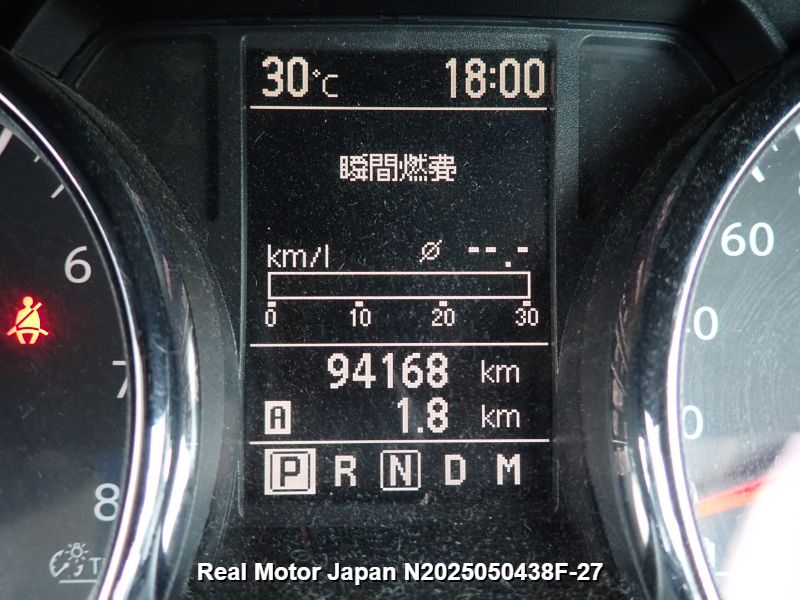 30°C 18:00
瞬間燃費
km/l ⌀ --.-
0 10 20 30
94168 km
A 1.8 km
P R N D M
6
7
8
60
Real Motor Japan N2025050438F-27